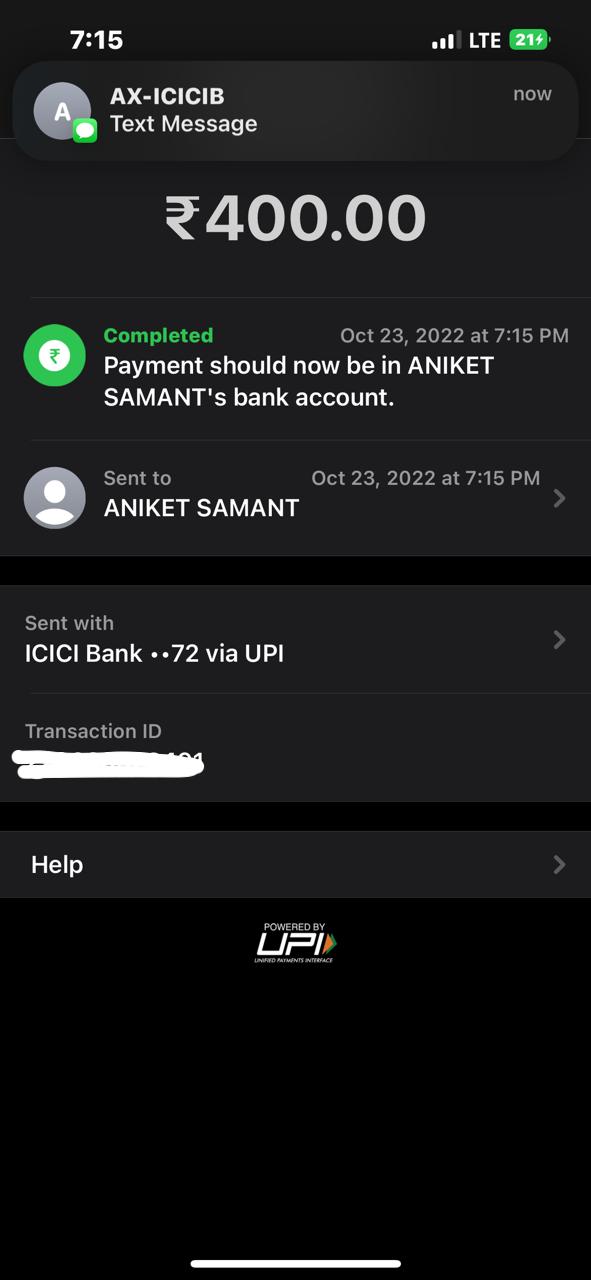 7:15
LTE
21
A
AX-ICICIB
now
Text Message
₹400.00
Completed
Oct 23, 2022 at 7:15 PM
₹
Payment should now be in ANIKET
SAMANT's bank account.
Sent to
Oct 23, 2022 at 7:15 PM
ANIKET SAMANT
Sent with
ICICI Bank ••72 via UPI
Transaction ID
Help
POWERED BY
UPI
UNIFIED PAYMENTS INTERFACE